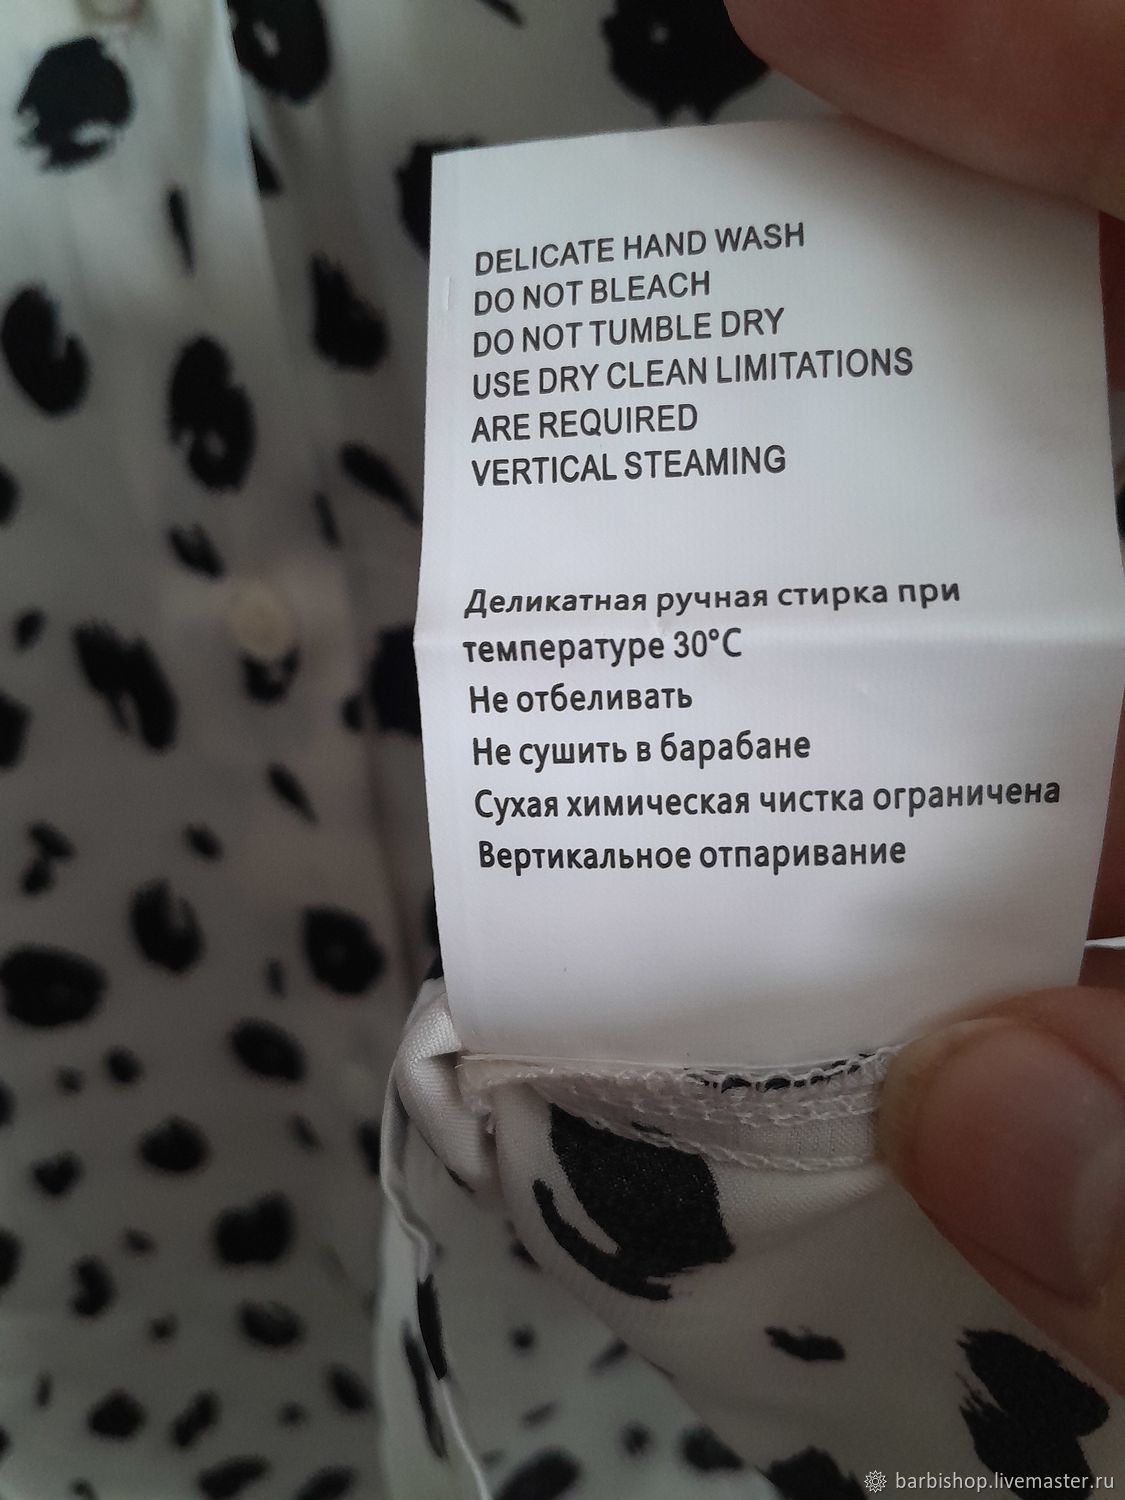 DELICATE HAND WASH
DO NOT BLEACH
DO NOT TUMBLE DRY
USE DRY CLEAN LIMITATIONS
ARE REQUIRED
VERTICAL STEAMING
Деликатная ручная стирка при
температуре 30°C
Не отбеливать
Не сушить в барабане
Сухая химическая чистка ограничена
Вертикальное отпаривание
barbishop.livemaster.ru